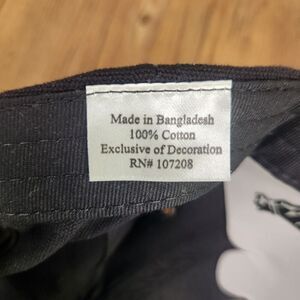 Made in Bangladesh
100% Cotton
Exclusive of Decoration
RN# 107208